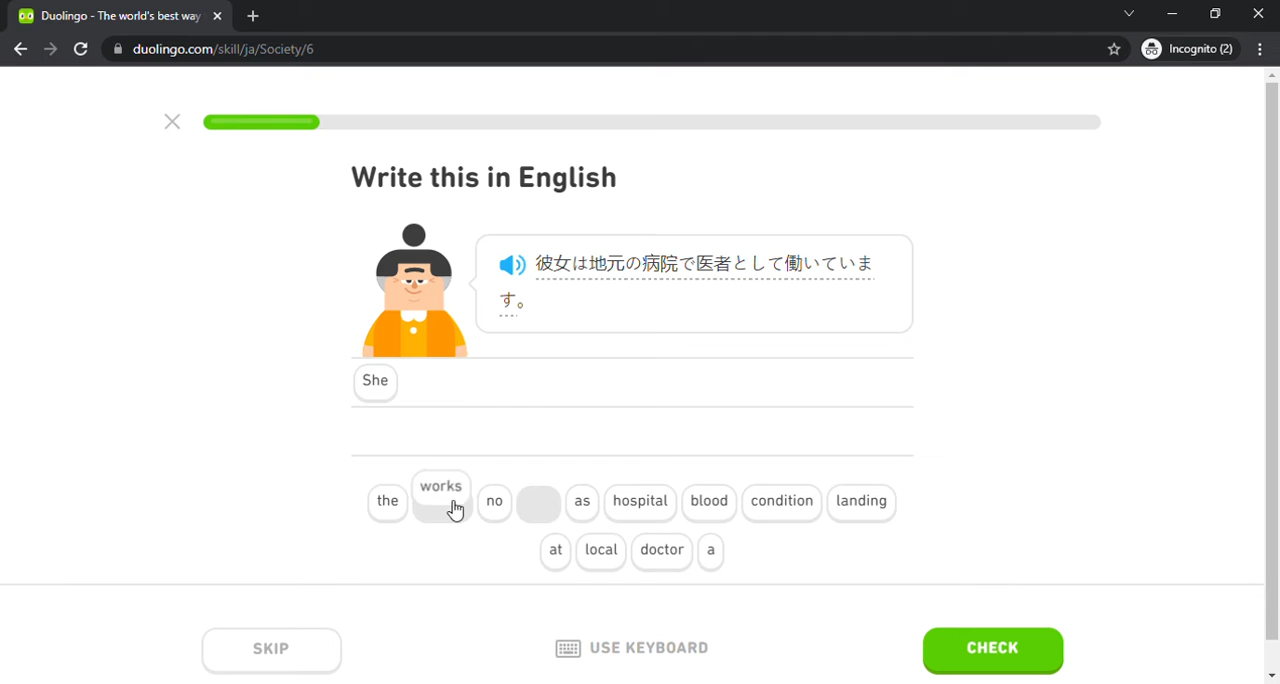 Duolingo - The world's best way
duolingo.com/skill/ja/Society/6
Incognito (2)
Write this in English
彼女は地元の病院で医者として働いていま
す。
She
the works no as hospital blood condition landing
at local doctor a
SKIP USE KEYBOARD CHECK